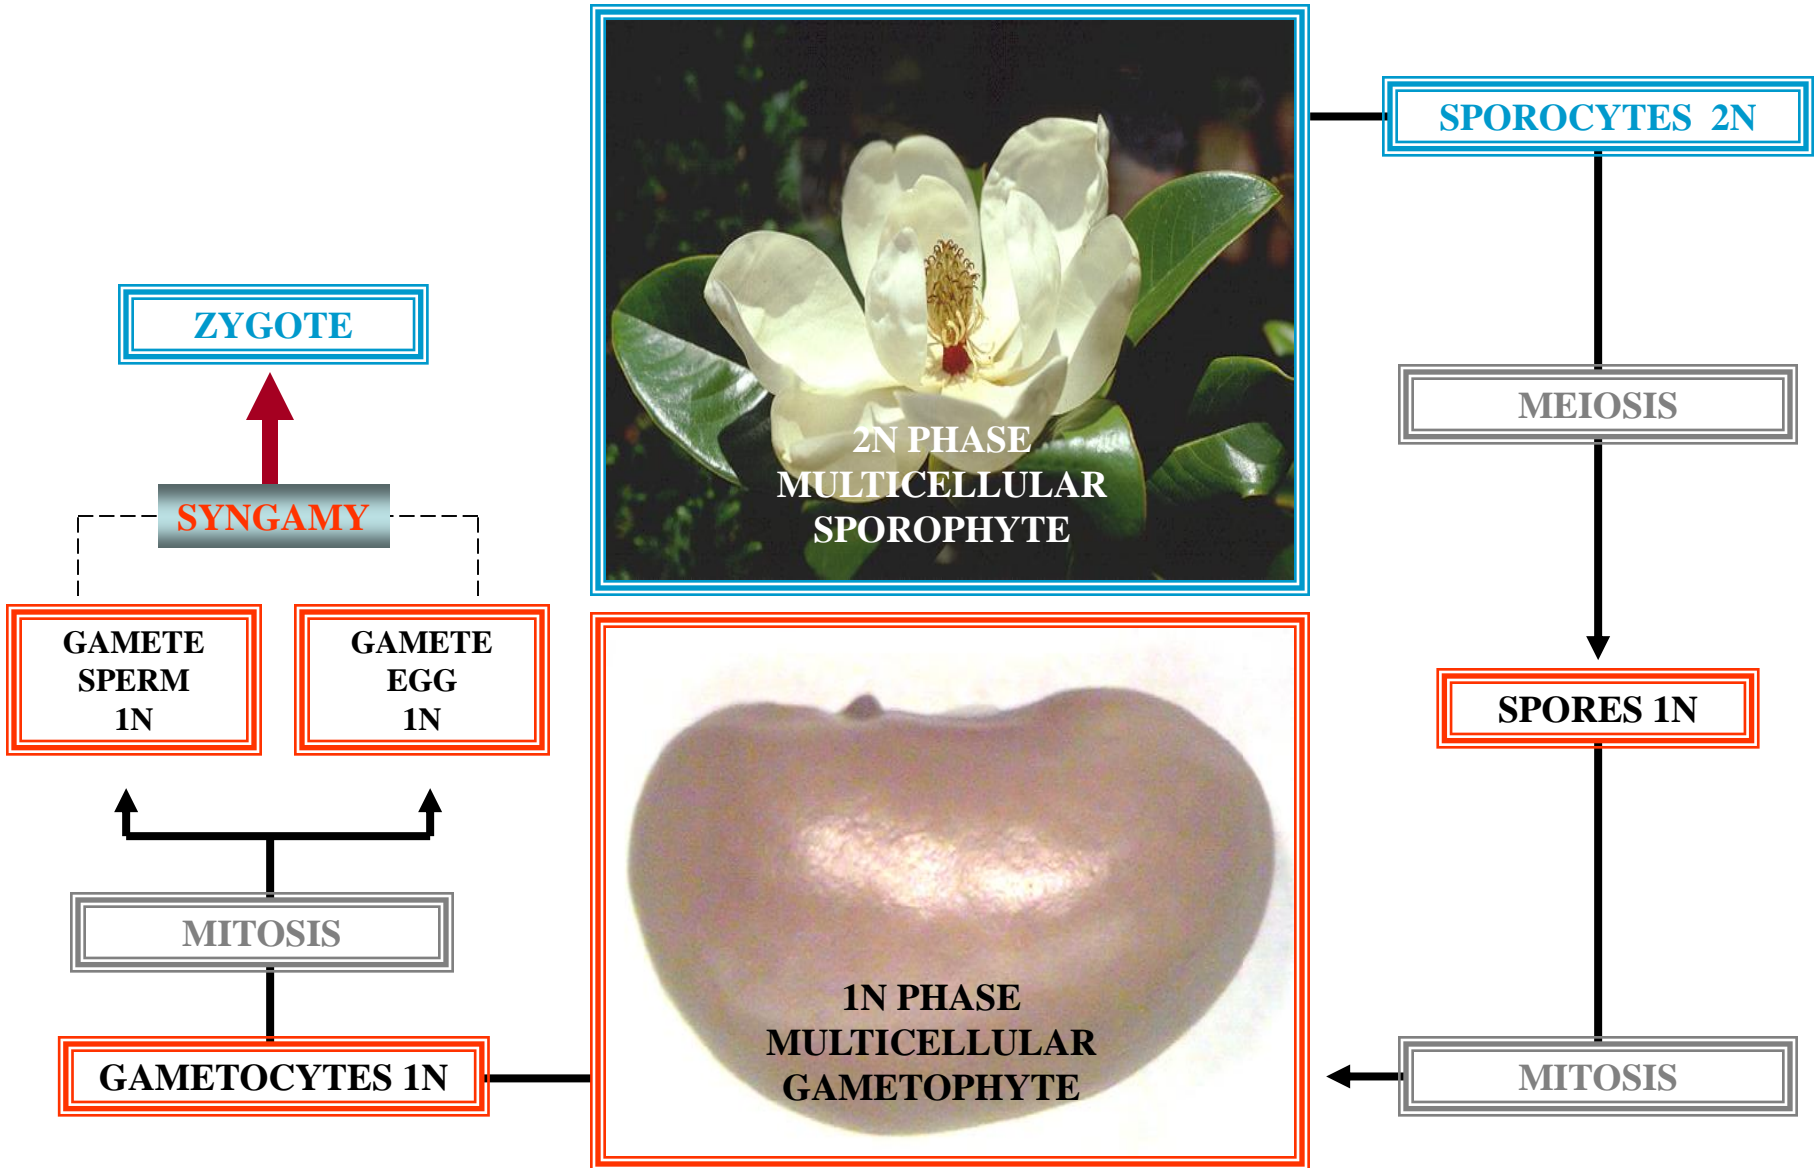 SPOROCYTES 2N
ZYGOTE
MEIOSIS
2N PHASE
MULTICELLULAR
SPOROPHYTE
SYNGAMY
GAMETE
SPERM
1N
GAMETE
EGG
1N
SPORES 1N
MITOSIS
1N PHASE
MULTICELLULAR
GAMETOPHYTE
GAMETOCYTES 1N
MITOSIS